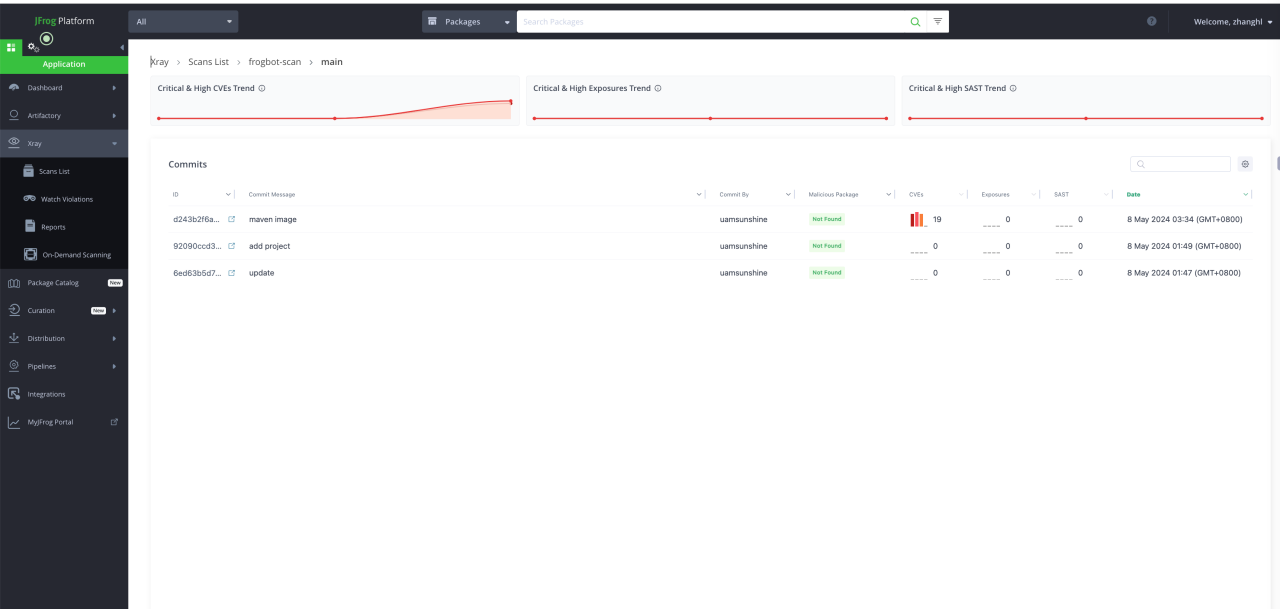 JFrog Platform
All
Packages
Search Packages
Welcome, zhanghl
Application
Dashboard
Artifactory
Xray
Scans List
Watch Violations
Reports
On-Demand Scanning
Package Catalog New
Curation New
Distribution
Pipelines
Integrations
MyJFrog Portal
Xray > Scans List > frogbot-scan > main
Critical & High CVEs Trend
Critical & High Exposures Trend
Critical & High SAST Trend
Commits
ID Commit Message Commit By Malicious Package CVEs Exposures SAST Date
d243b2f6a... maven image uamsunshine Not Found 19 0 0 8 May 2024 03:34 (GMT+0800)
92090ccd3... add project uamsunshine Not Found 0 0 0 8 May 2024 01:49 (GMT+0800)
6ed63b5d7... update uamsunshine Not Found 0 0 0 8 May 2024 01:47 (GMT+0800)